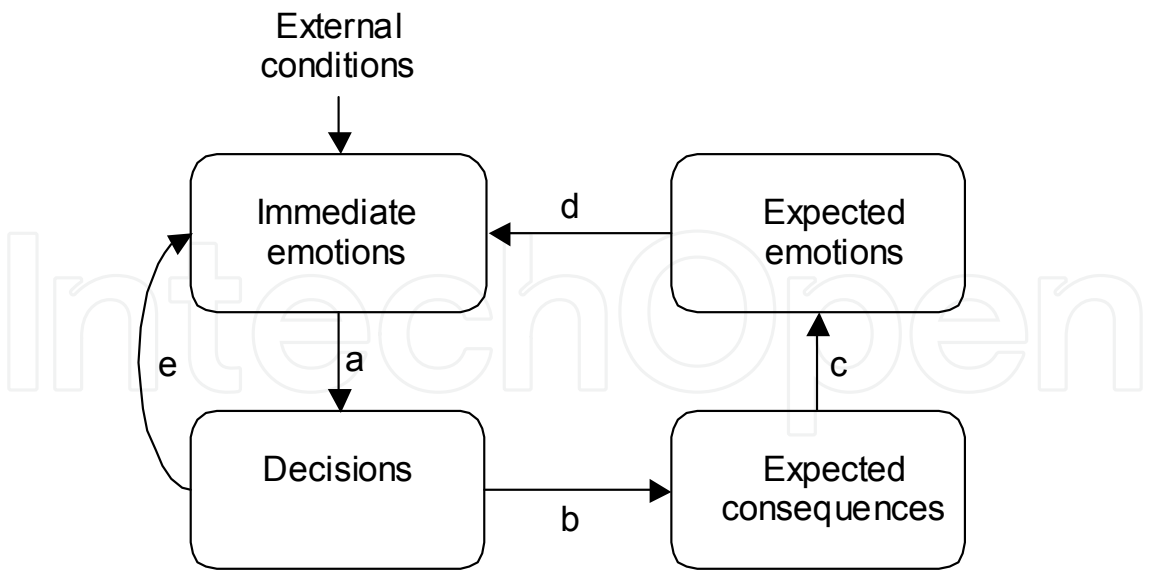 External
conditions
Immediate
emotions
d
Expected
emotions
e
a
c
Decisions
b
Expected
consequences
IntechOpen